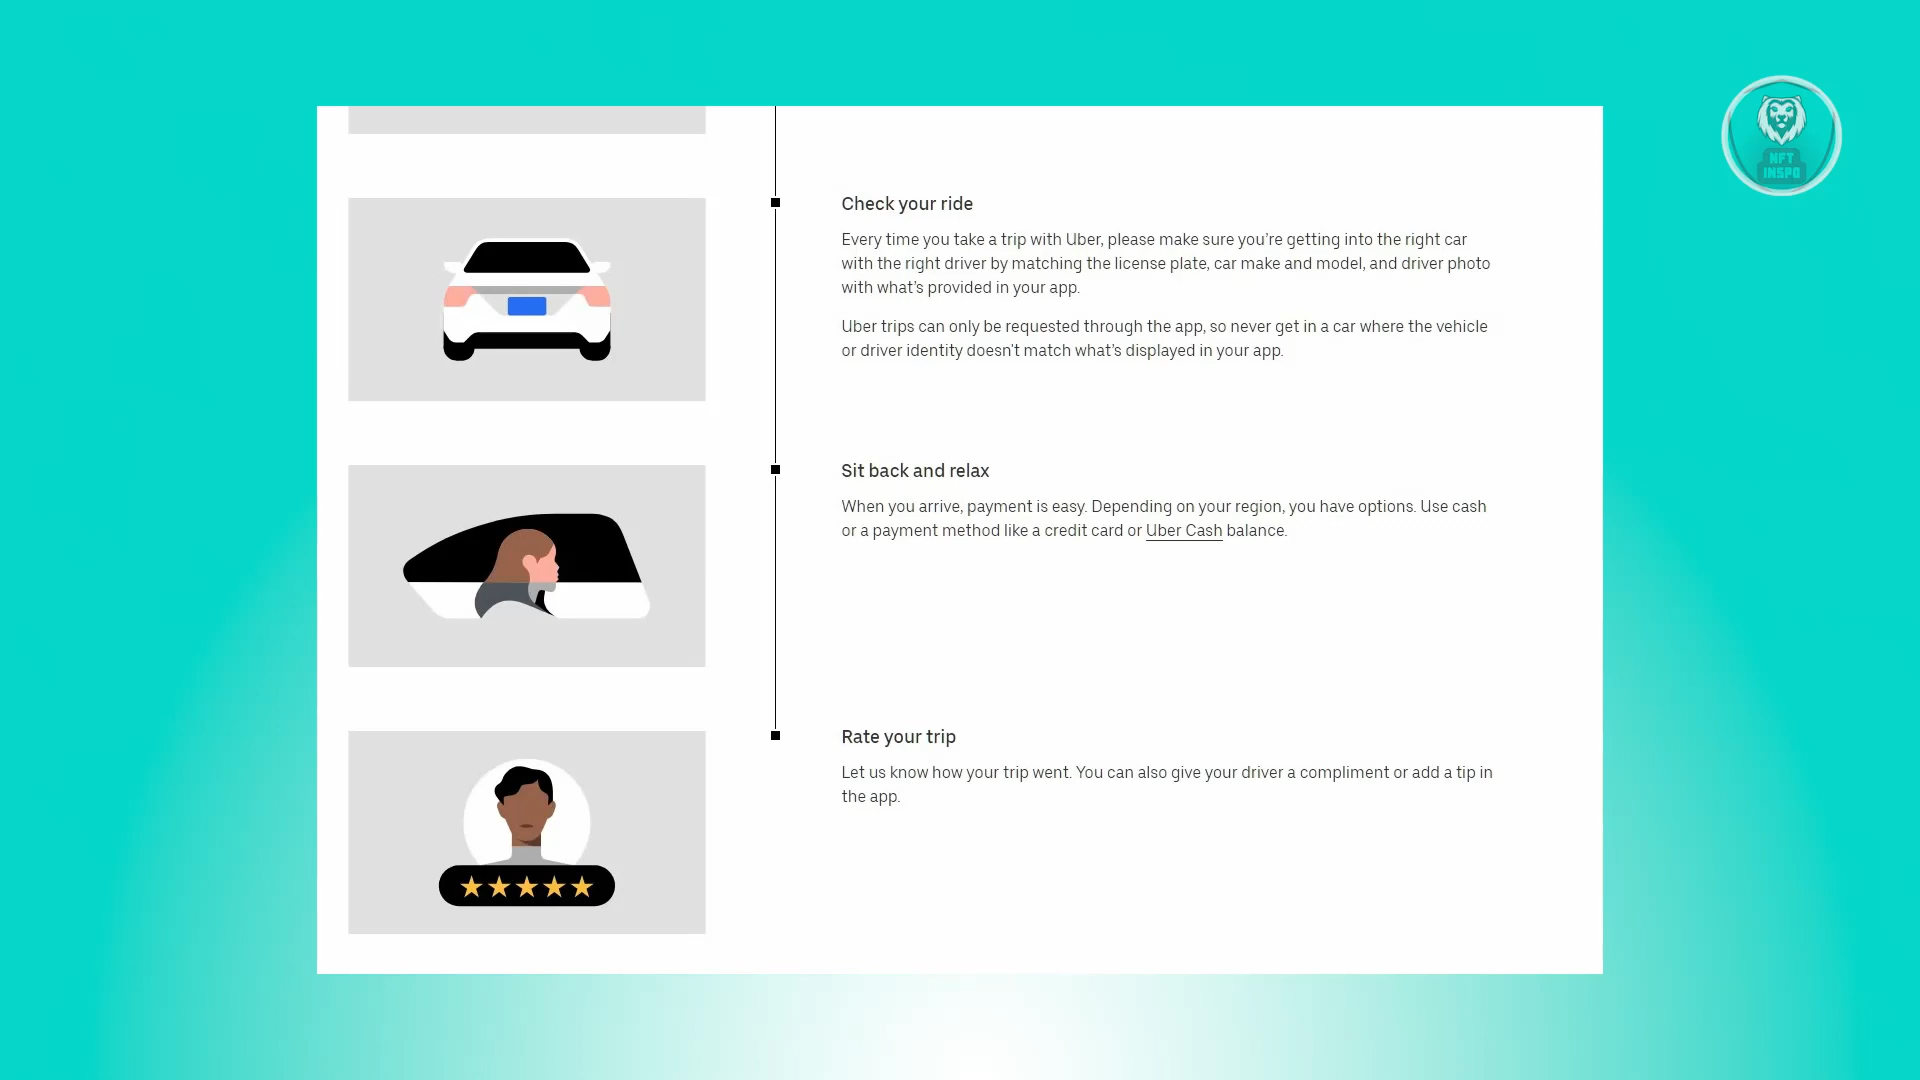 NFT
INSPO
Check your ride
Every time you take a trip with Uber, please make sure you’re getting into the right car
with the right driver by matching the license plate, car make and model, and driver photo
with what’s provided in your app.
Uber trips can only be requested through the app, so never get in a car where the vehicle
or driver identity doesn’t match what’s displayed in your app.
Sit back and relax
When you arrive, payment is easy. Depending on your region, you have options. Use cash
or a payment method like a credit card or Uber Cash balance.
Rate your trip
Let us know how your trip went. You can also give your driver a compliment or add a tip in
the app.